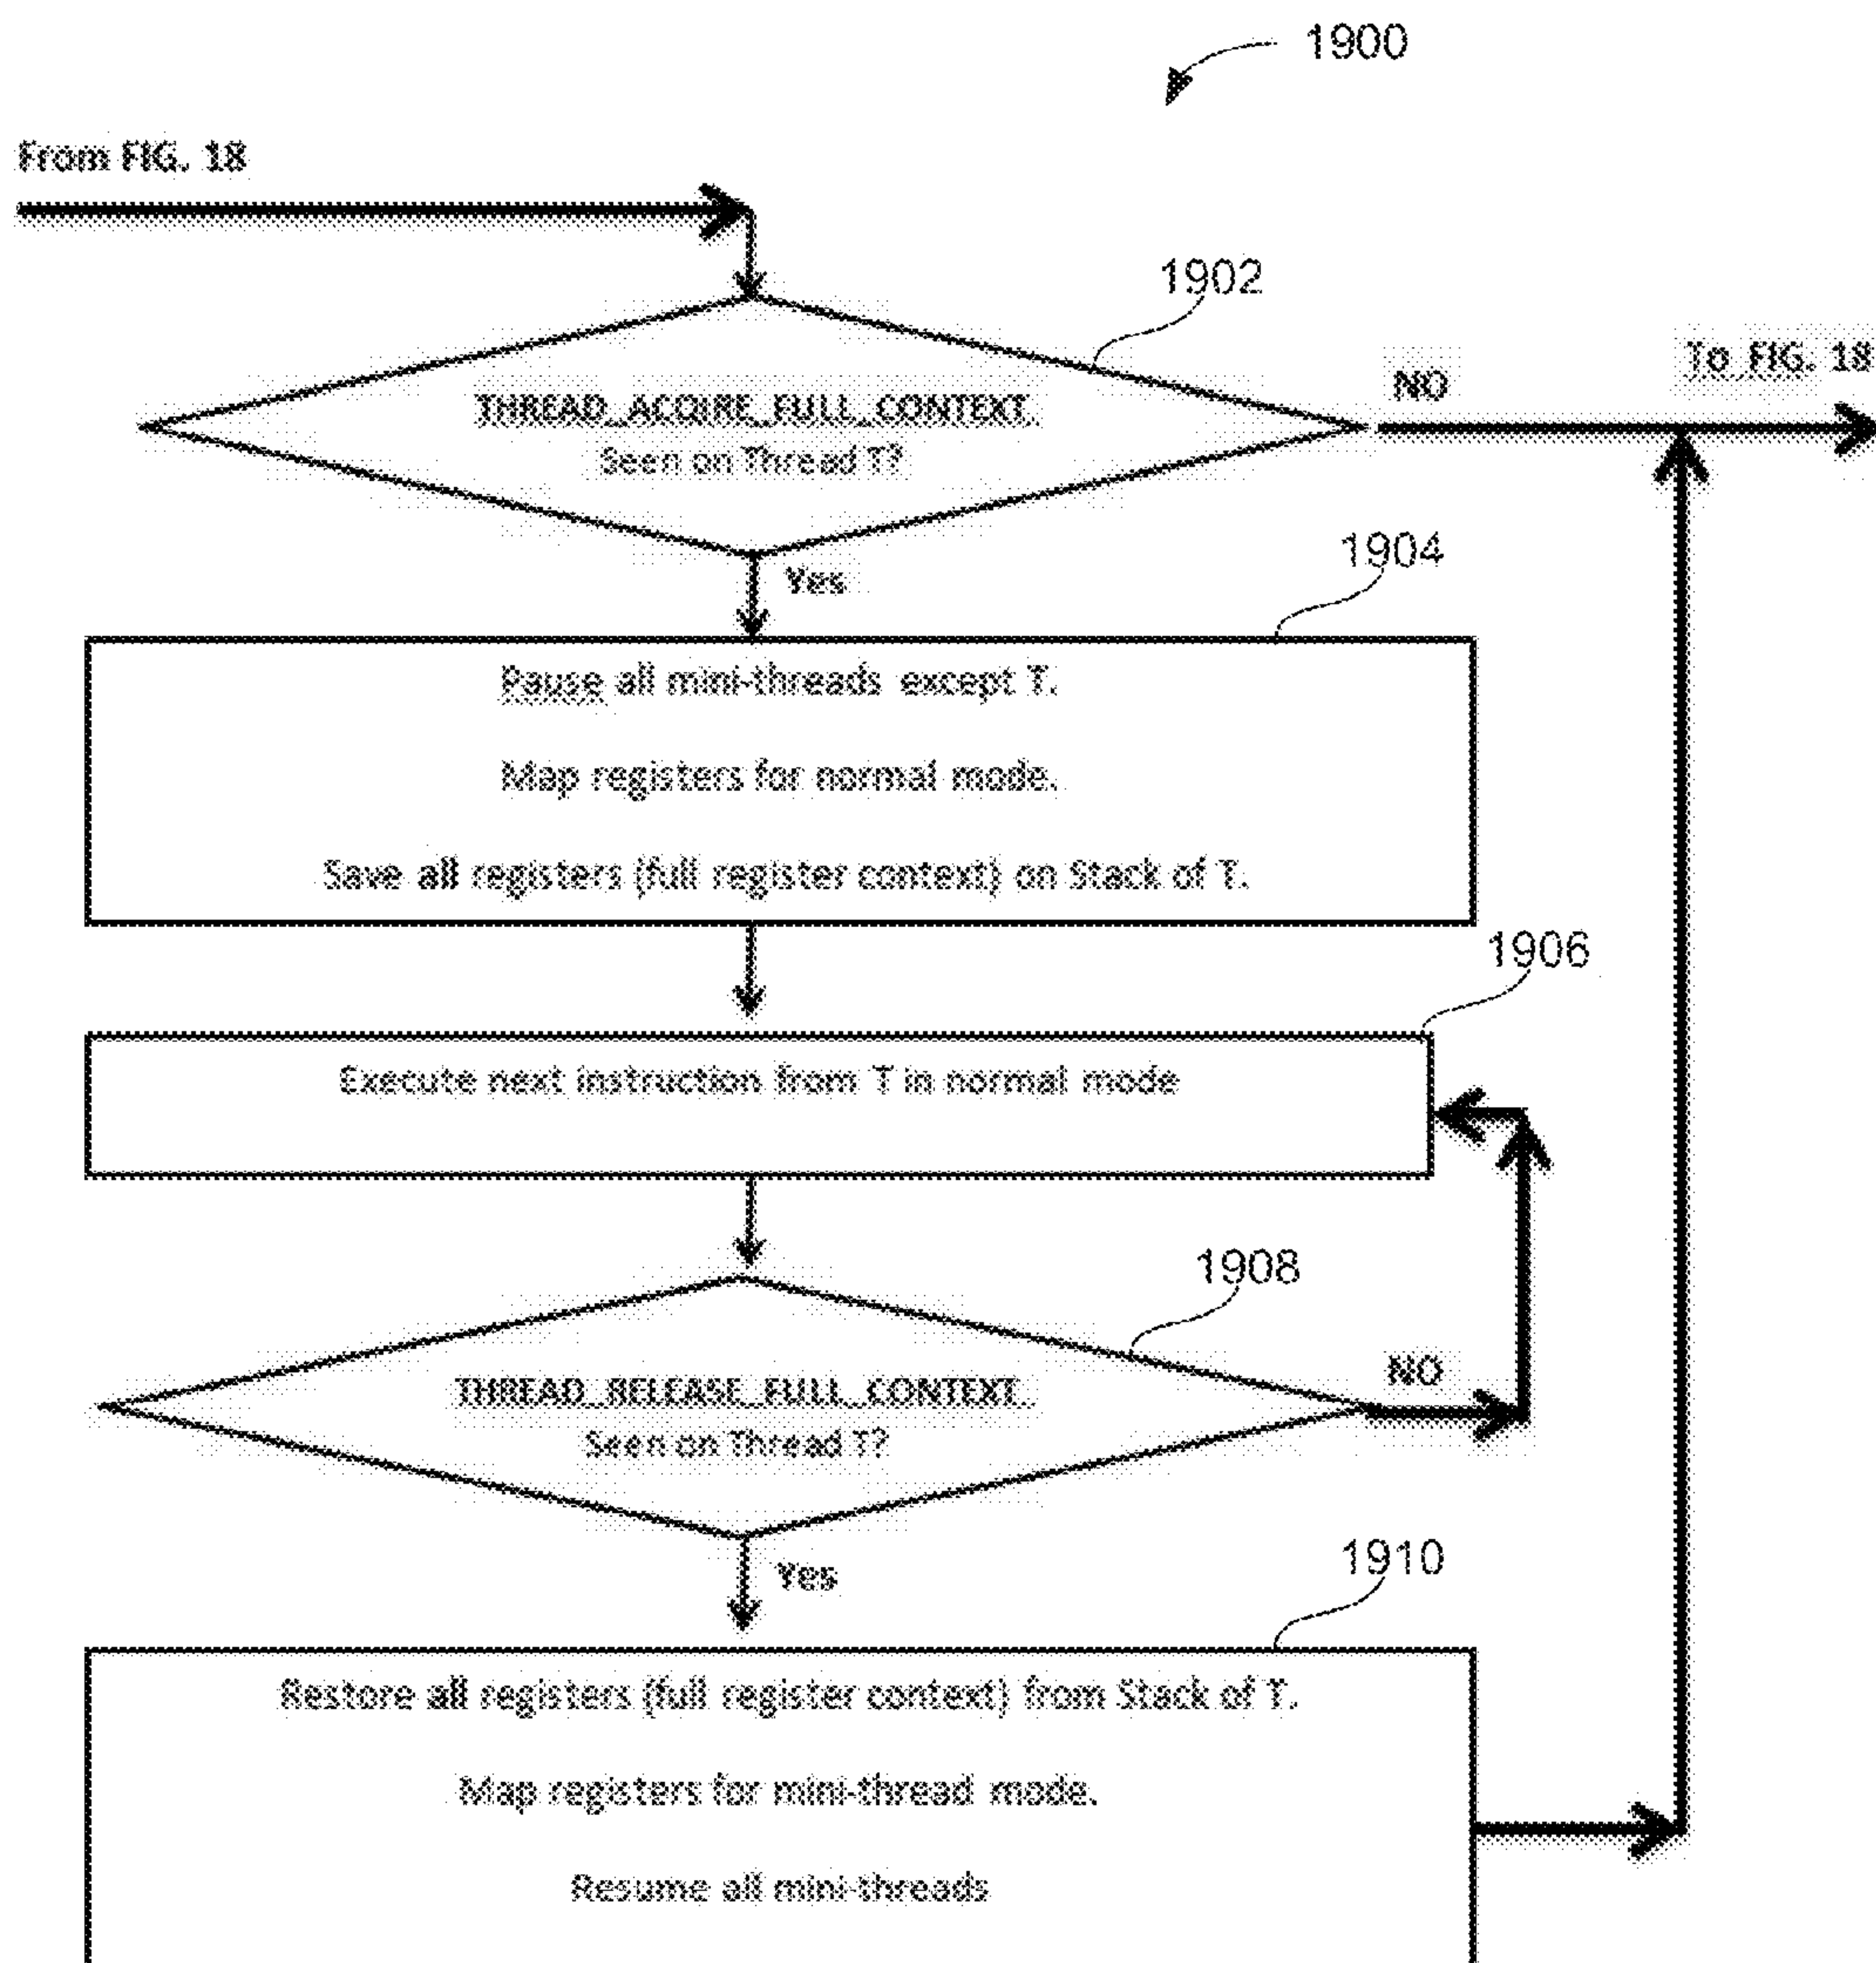 1900
From FIG. 18
1902
THREAD_ACQIRE_FULL_CONTEXT
Seen on Thread T?
NO
To FIG. 18
Yes
1904
Pause all mini-threads except T.
Map registers for normal mode.
Save all registers (full register context) on Stack of T.
1906
Execute next instruction from T in normal mode
1908
THREAD_RELEASE_FULL_CONTEXT
Seen on Thread T?
NO
Yes
1910
Restore all registers (full register context) from Stack of T.
Map registers for mini-thread mode.
Resume all mini-threads